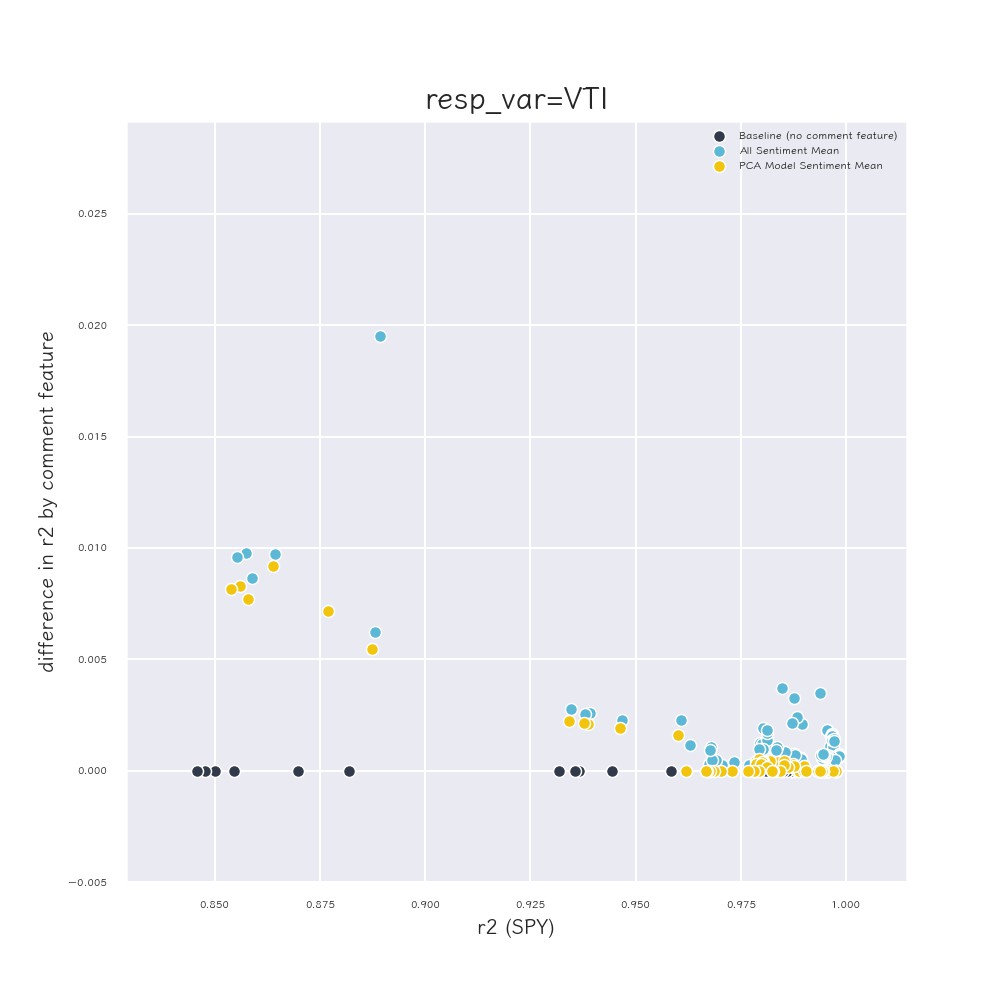 resp_var=VTI
Baseline (no comment feature)
All Sentiment Mean
PCA Model Sentiment Mean
difference in r2 by comment feature
0.025
0.020
0.015
0.010
0.005
0.000
−0.005
0.850 0.875 0.900 0.925 0.950 0.975 1.000
r2 (SPY)